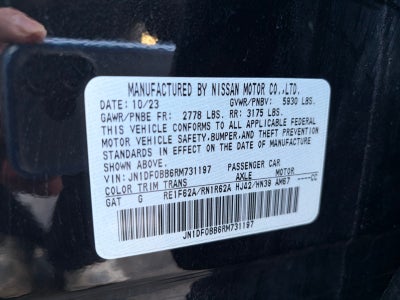 MANUFACTURED BY NISSAN MOTOR CO.,LTD.
DATE: 10/23 GVWR/PNBV: 5930 LBS.
GAWR/PNBE FR: 2778 LBS. RR: 3175 LBS.
THIS VEHICLE CONFORMS TO ALL APPLICABLE FEDERAL
MOTOR VEHICLE SAFETY, BUMPER, AND THEFT PREVENTION
STANDARDS IN EFFECT ON THE DATE OF MANUFACTURE
SHOWN ABOVE.
VIN: JN1DF0BB6RM731197 PASSENGER CAR
COLOR TRIM TRANS AXLE MOTOR
GAT G RE1F62A/RN1R62A HJ42/HN39 AM67 CC
JN1DF0BB6RM731197